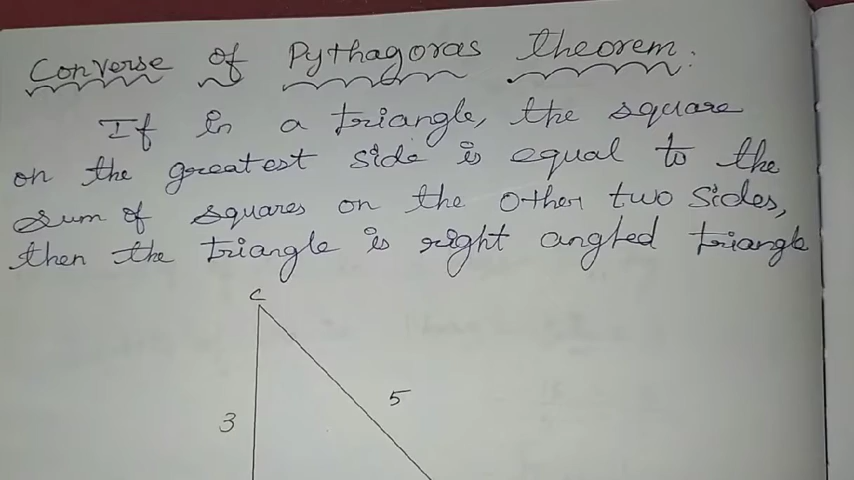 Converse of Pythagoras theorem.
If in a triangle, the square
on the greatest side is equal to the
sum of squares on the other two sides,
then the triangle is right angled triangle
C
5
3